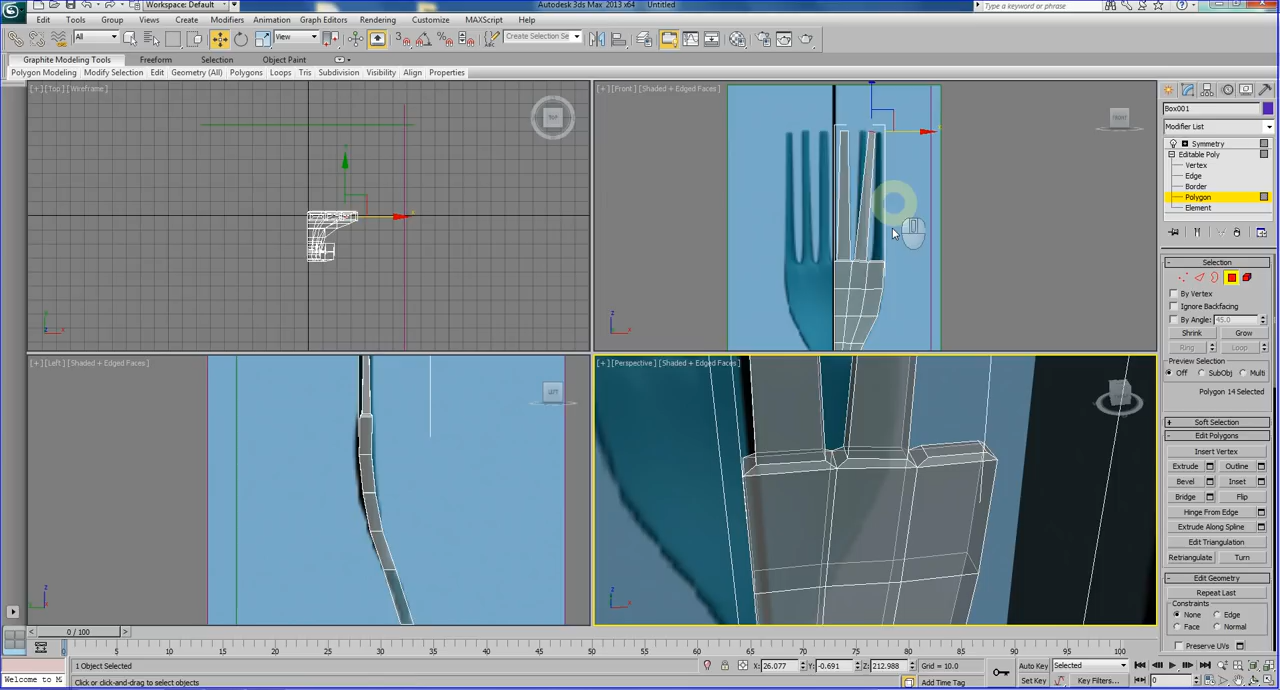 Workspace: Default
Autodesk 3ds Max 2013 x64 Untitled
Type a keyword or phrase
Edit Tools Group Views Create Modifiers Animation Graph Editors Rendering Customize MAXScript Help
All View Create Selection Se
Graphite Modeling Tools Freeform Selection Object Paint
Polygon Modeling Modify Selection Edit Geometry (All) Polygons Loops Tris Subdivision Visibility Align Properties
[+] [Top] [Wireframe]
TOP
[+] [Front] [Shaded + Edged Faces]
FRONT
[+] [Left] [Shaded + Edged Faces]
LEFT
[+] [Perspective] [Shaded + Edged Faces]
Box001
Modifier List
Symmetry
Editable Poly
Vertex
Edge
Border
Polygon
Element
Selection
By Vertex
Ignore Backfacing
By Angle: 45.0
Shrink Grow
Ring Loop
Preview Selection
Off SubObj Multi
Polygon 14 Selected
Soft Selection
Edit Polygons
Insert Vertex
Extrude Outline
Bevel Inset
Bridge Flip
Hinge From Edge
Extrude Along Spline
Edit Triangulation
Retriangulate Turn
Edit Geometry
Repeat Last
Constraints
None Edge
Face Normal
Preserve UVs
0 / 100
0 5 10 15 20 25 30 35 40 45 50 55 60 65 70 75 80 85 90 95 100
1 Object Selected X: 26.077 Y: -0.691 Z: 212.988 Grid = 10.0 Auto Key Selected
Welcome to M Click or click-and-drag to select objects Add Time Tag Set Key Key Filters... 0